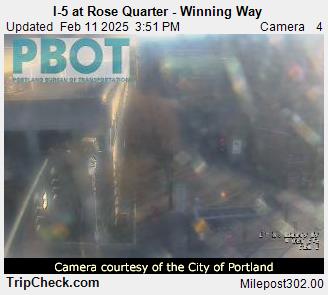 I-5 at Rose Quarter - Winning Way
Updated Feb 11 2025 3:51 PM Camera 4
PBOT
PORTLAND BUREAU OF TRANSPORTATION
Camera courtesy of the City of Portland
TripCheck.com Milepost302.00